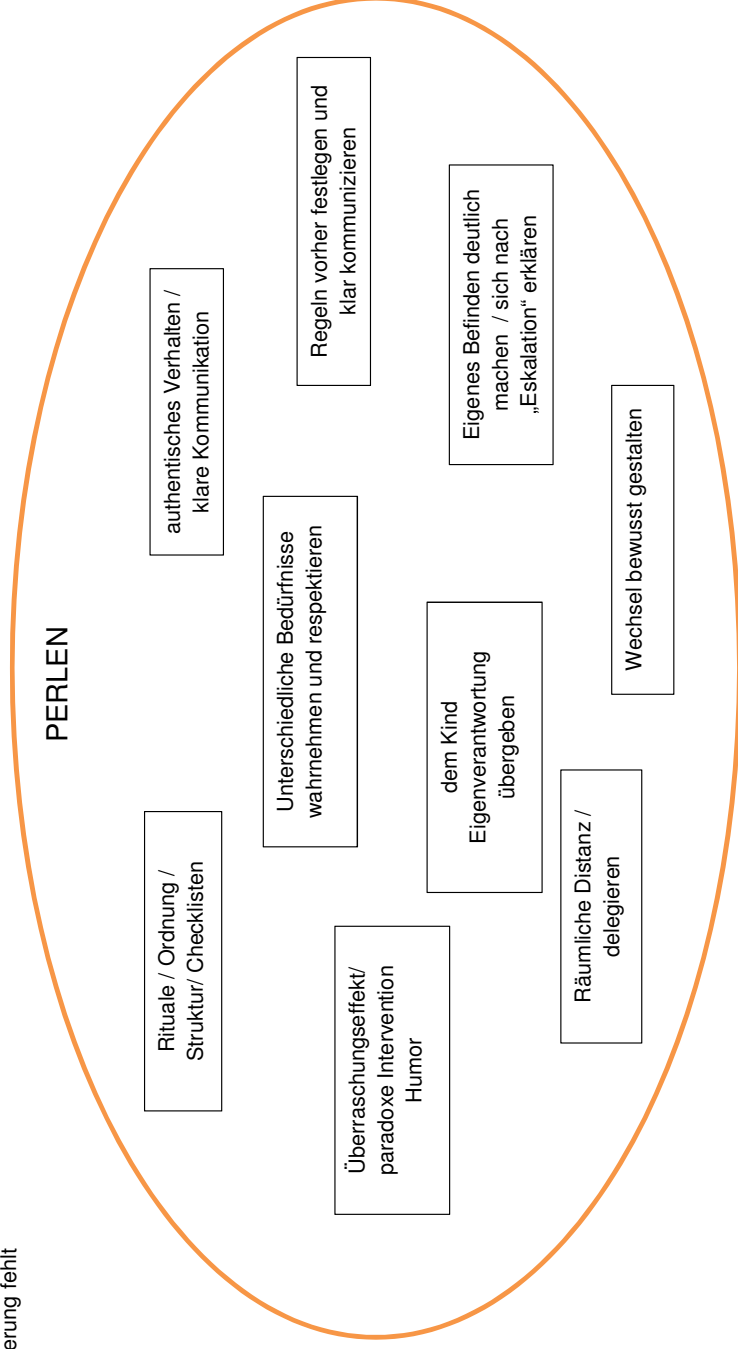 erung fehlt
PERLEN
Rituale / Ordnung /
Struktur/ Checklisten
authentisches Verhalten /
klare Kommunikation
Unterschiedliche Bedürfnisse
wahrnehmen und respektieren
Regeln vorher festlegen und
klar kommunizieren
Überraschungseffekt/
paradoxe Intervention
Humor
dem Kind
Eigenverantwortung
übergeben
Eigenes Befinden deutlich
machen / sich nach
„Eskalation“ erklären
Räumliche Distanz /
delegieren
Wechsel bewusst gestalten